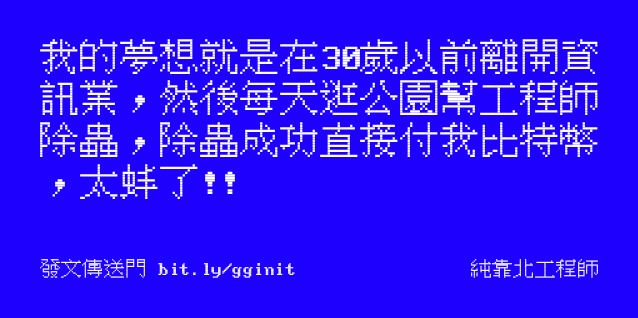 我的夢想就是在30歲以前離開資
訊業，然後每天逛公園幫工程師
除蟲，除蟲成功直接付我比特幣
，太蚌了!!
發文傳送門 bit.ly/gginit
純靠北工程師